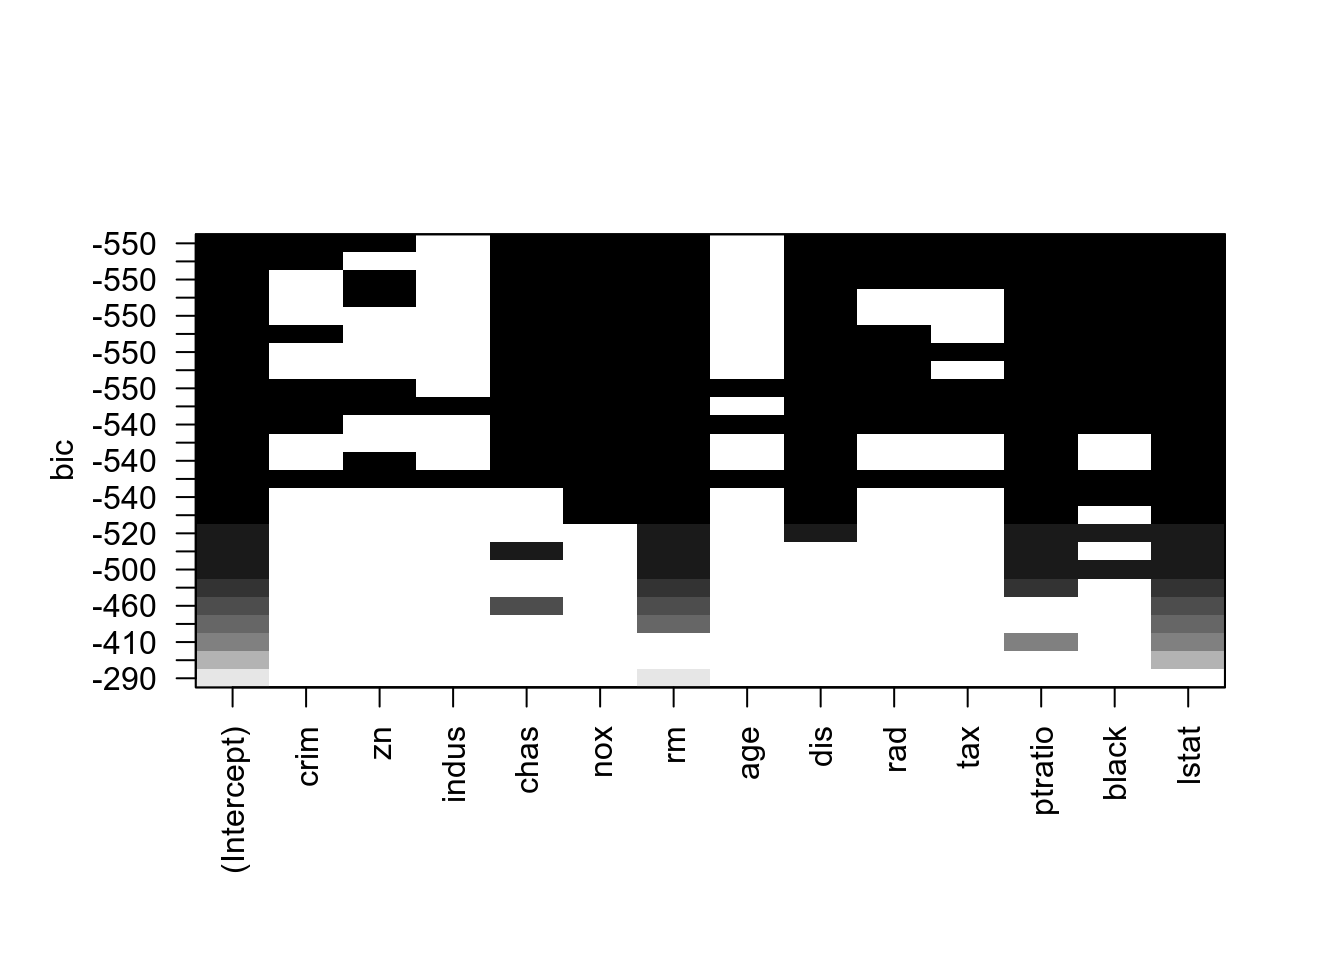 -550
-550
-550
-550
-550
-540
-540
-540
-520
-500
-460
-410
-290
bic
(Intercept)
crim
zn
indus
chas
nox
rm
age
dis
rad
tax
ptratio
black
lstat